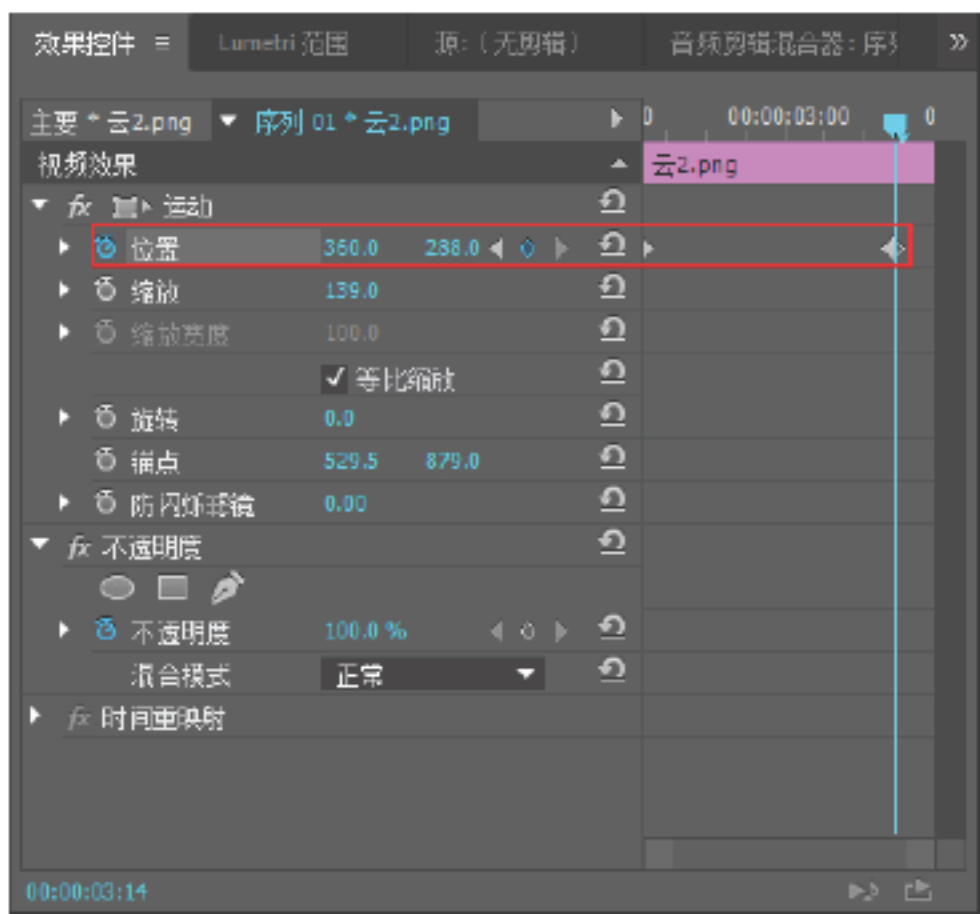 效果控件 Lumetri 范围 源:（无剪辑） 音频剪辑混合器:序列
主要 * 云2.png 序列 01 * 云2.png 0 00:00:03:00 0
视频效果 云2.png
fx 运动
位置 360.0 288.0
缩放 139.0
缩放宽度 100.0
✓ 等比缩放
旋转 0.0
锚点 529.5 879.0
防闪烁滤镜 0.00
fx 不透明度
不透明度 100.0 %
混合模式 正常
fx 时间重映射
00:00:03:14